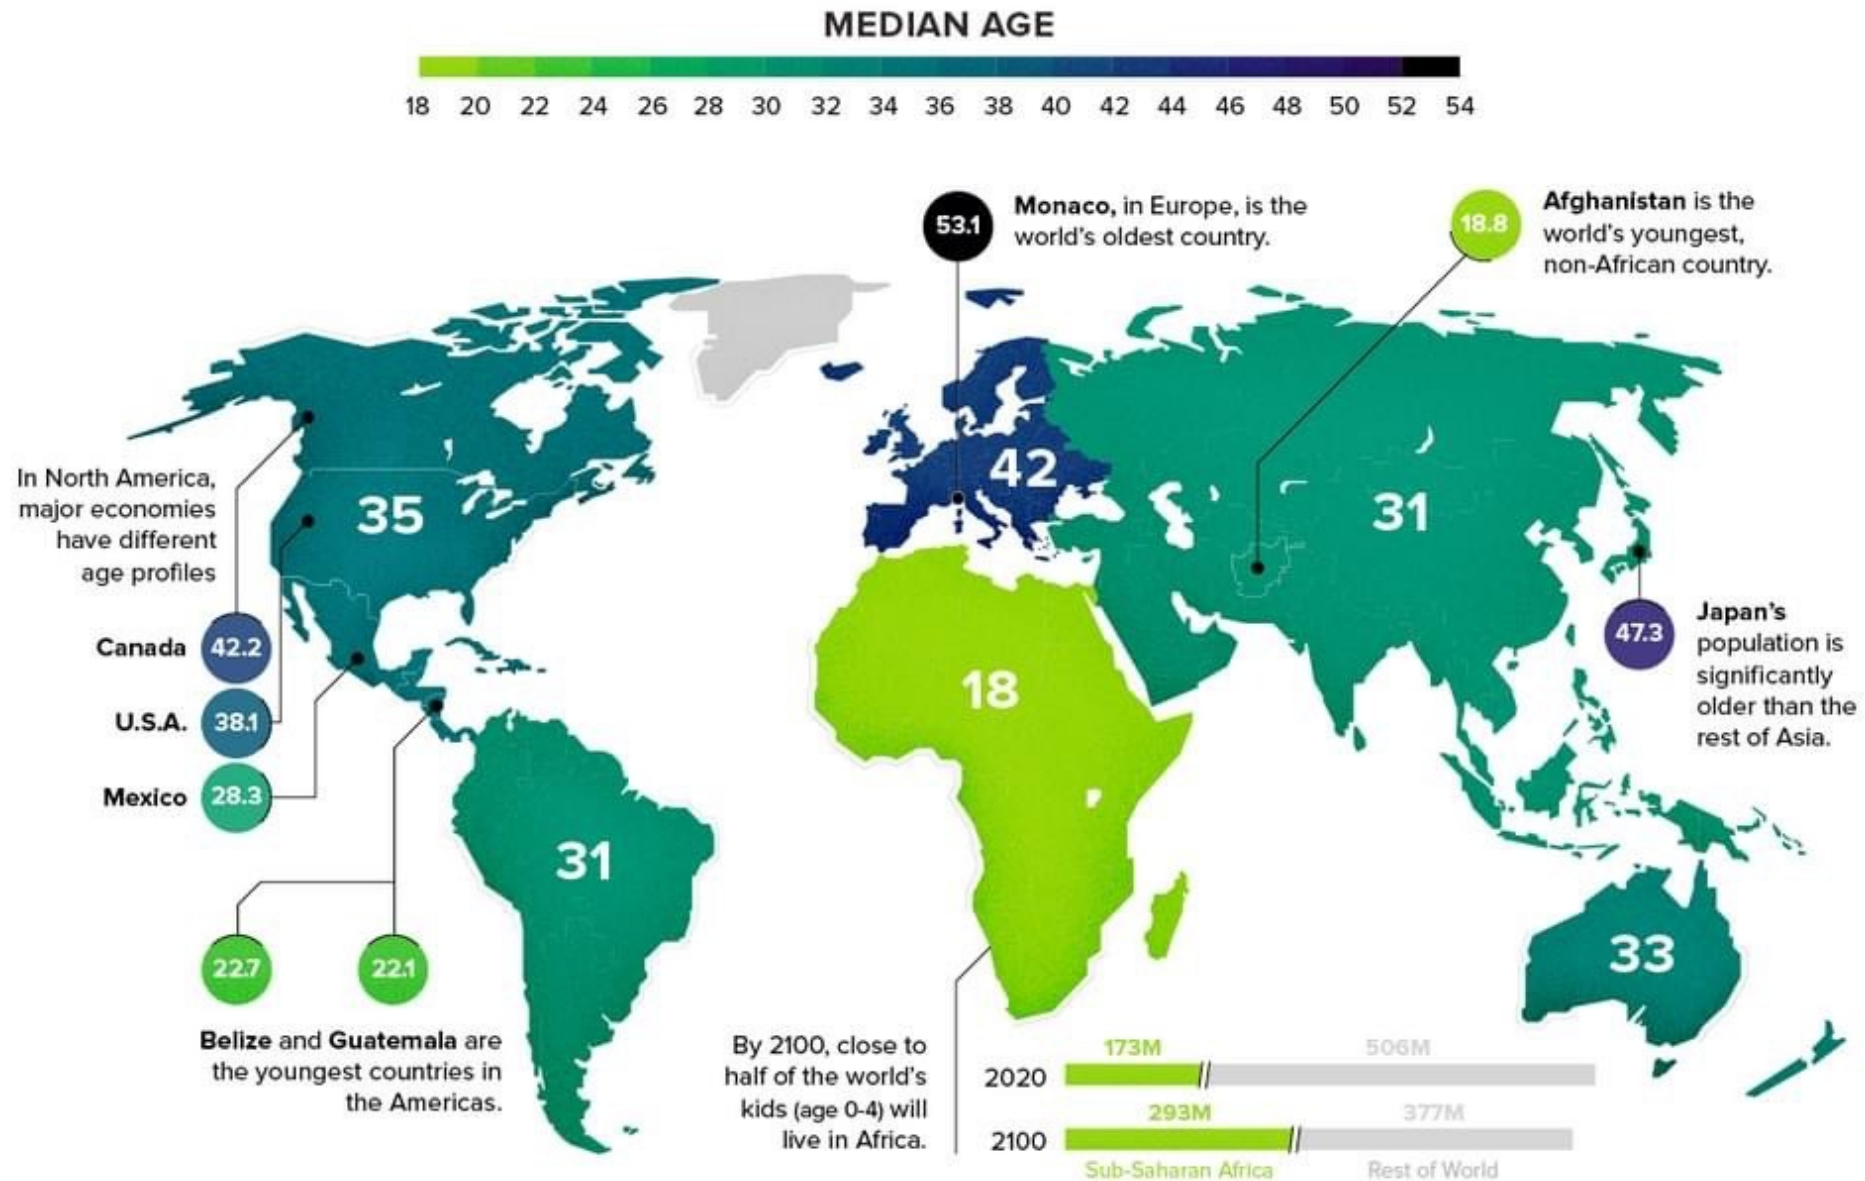 MEDIAN AGE
18 20 22 24 26 28 30 32 34 36 38 40 42 44 46 48 50 52 54
53.1
Monaco, in Europe, is the
world's oldest country.
18.8
Afghanistan is the
world's youngest,
non-African country.
In North America,
major economies
have different
age profiles
Canada 42.2
U.S.A. 38.1
Mexico 28.3
35
42
31
18
31
33
47.3
Japan's
population is
significantly
older than the
rest of Asia.
22.7 22.1
Belize and Guatemala are
the youngest countries in
the Americas.
By 2100, close to
half of the world's
kids (age 0-4) will
live in Africa.
173M 506M
2020
293M 377M
2100
Sub-Saharan Africa Rest of World